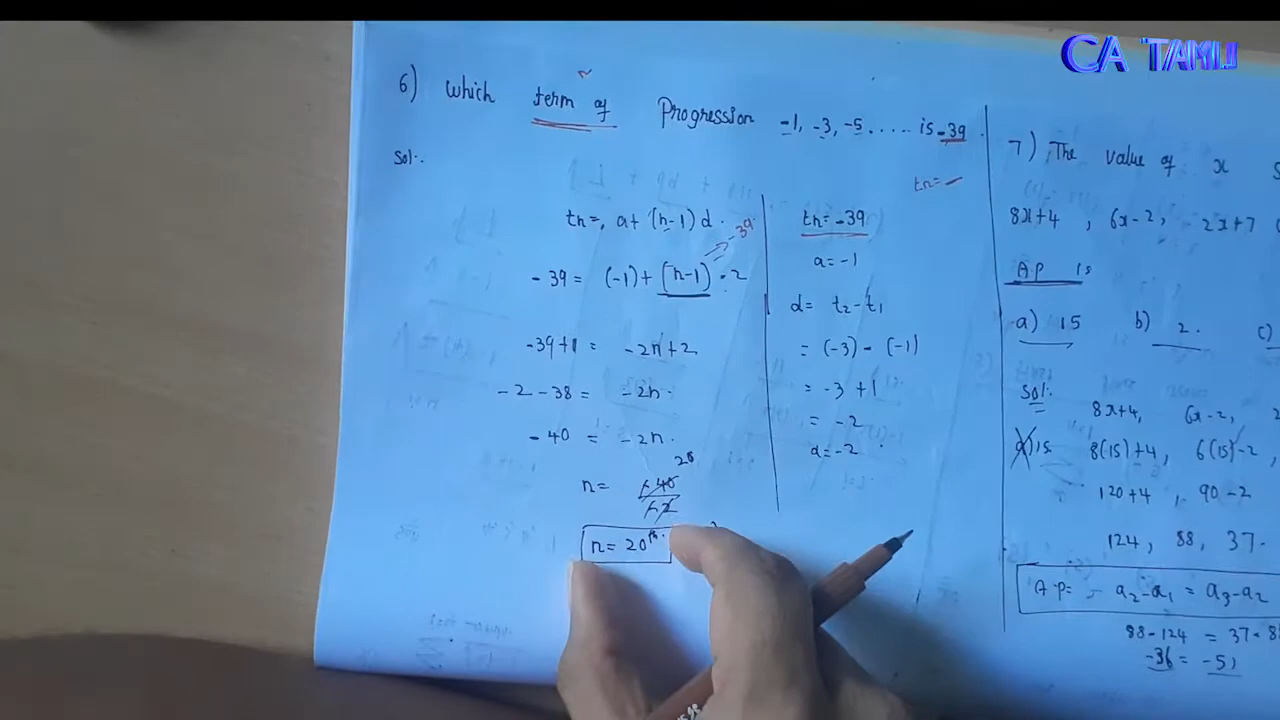 CA TAMIL
6) Which term of Progression -1, -3, -5, ..... is -39.
Sol:.
tn=
tn=, a+ (n-1) d.
-39
-39 = (-1)+ (n-1) · 2
-39+1 = -2n+2
-2 -38 = -2n.
-40 = -2n.
n= -40/-2 20
n= 20th.
tn= -39
a= -1
d= t2-t1
= (-3) - (-1)
= -3 +1
= -2
d= -2
7) The value of x
8x+4, 6x-2, 2x+7
A.P is
a) 15 b) 2. c)
Sol:
8x+4, 6x-2,
a) 15 8(15)+4, 6(15)-2
120+4, 90-2
124, 88, 37.
A.P= - a2-a1 = a3-a2
88-124 = 37-88
-36 = -51